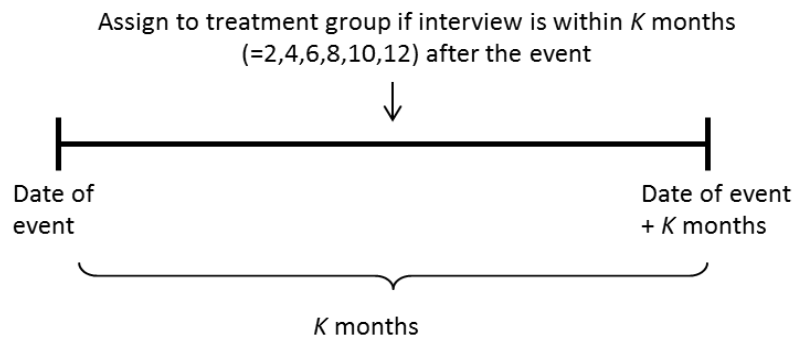 Assign to treatment group if interview is within K months
(=2,4,6,8,10,12) after the event
Date of
event
Date of event
+ K months
K months